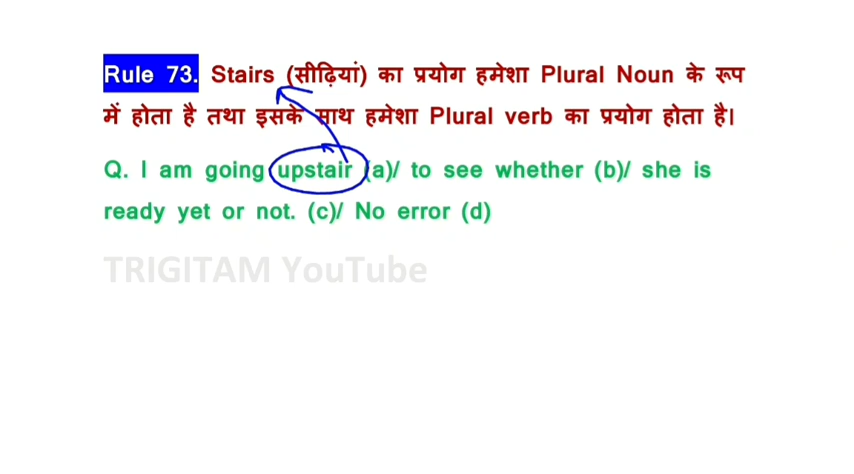 Rule 73. Stairs (सीढ़ियां) का प्रयोग हमेशा Plural Noun के रूप
में होता है तथा इसके साथ हमेशा Plural verb का प्रयोग होता है।
Q. I am going upstair (a)/ to see whether (b)/ she is
ready yet or not. (c)/ No error (d)
TRIGITAM YouTube